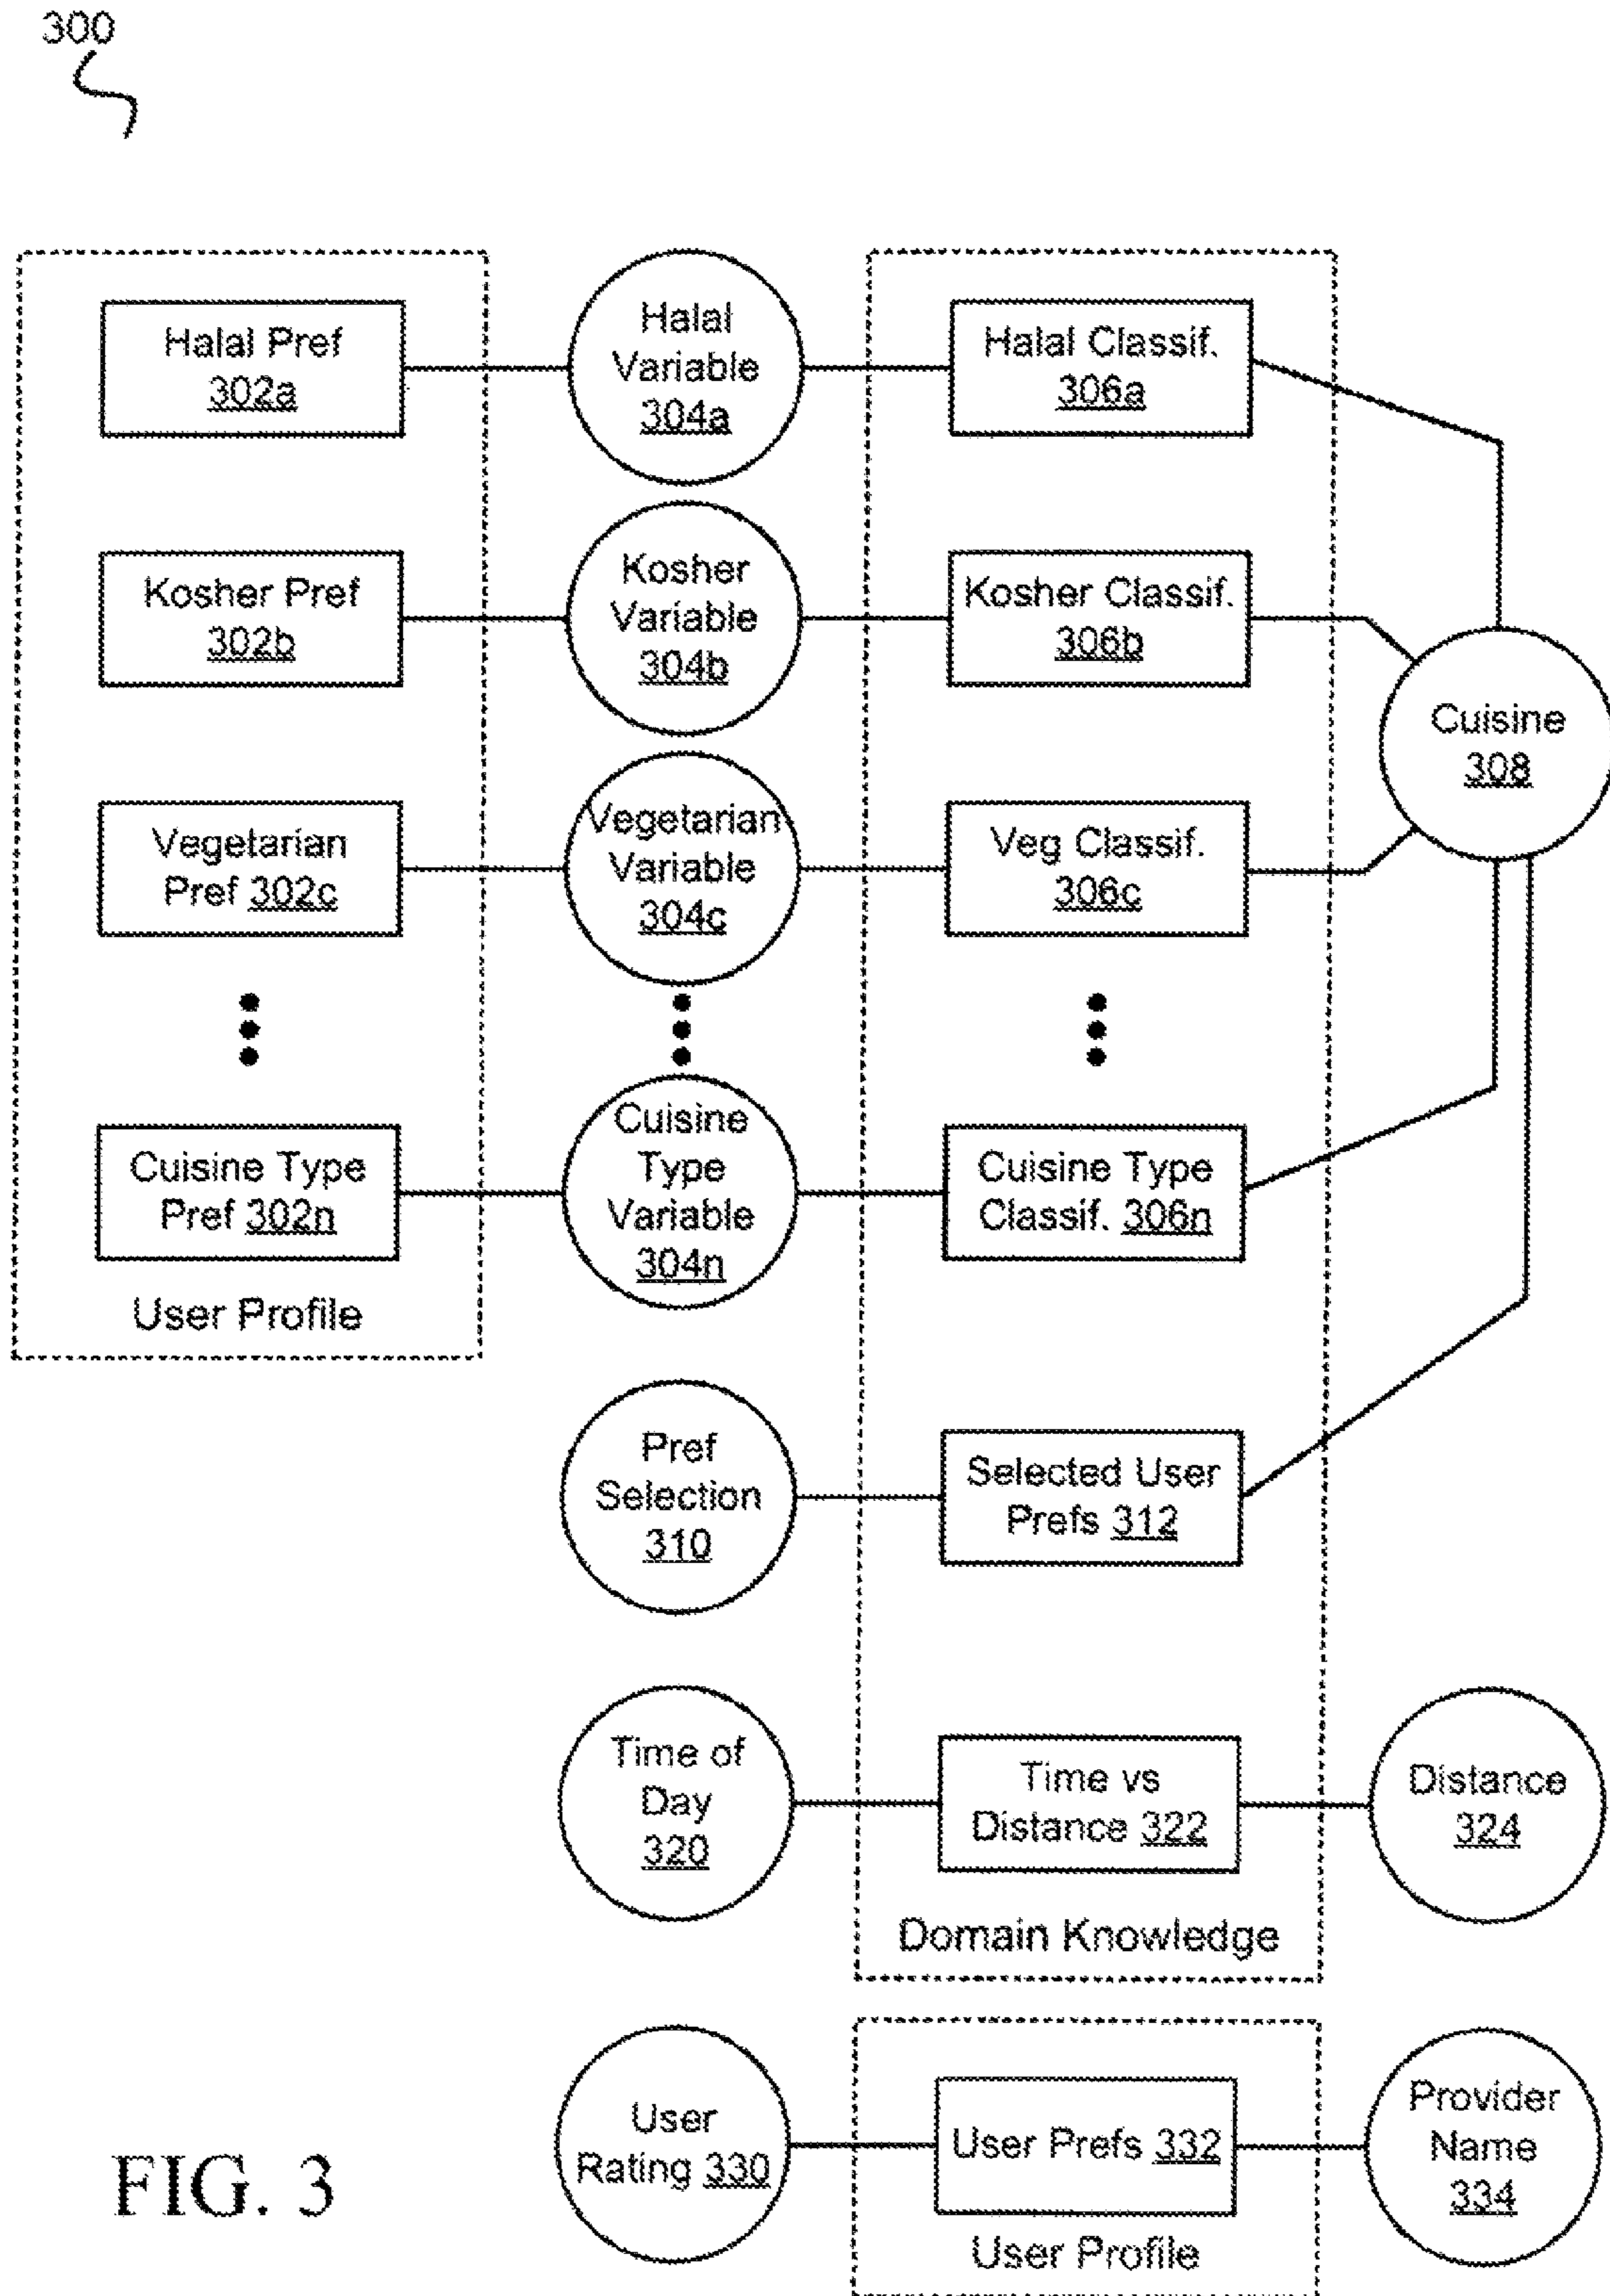 300
Halal Pref
302a
Halal
Variable
304a
Halal Classif.
306a
Kosher Pref
302b
Kosher
Variable
304b
Kosher Classif.
306b
Cuisine
308
Vegetarian
Pref 302c
Vegetarian
Variable
304c
Veg Classif.
306c
Cuisine Type
Pref 302n
Cuisine
Type
Variable
304n
Cuisine Type
Classif. 306n
User Profile
Pref
Selection
310
Selected User
Prefs 312
Time of
Day
320
Time vs
Distance 322
Distance
324
Domain Knowledge
User
Rating 330
User Prefs 332
Provider
Name
334
User Profile
FIG. 3